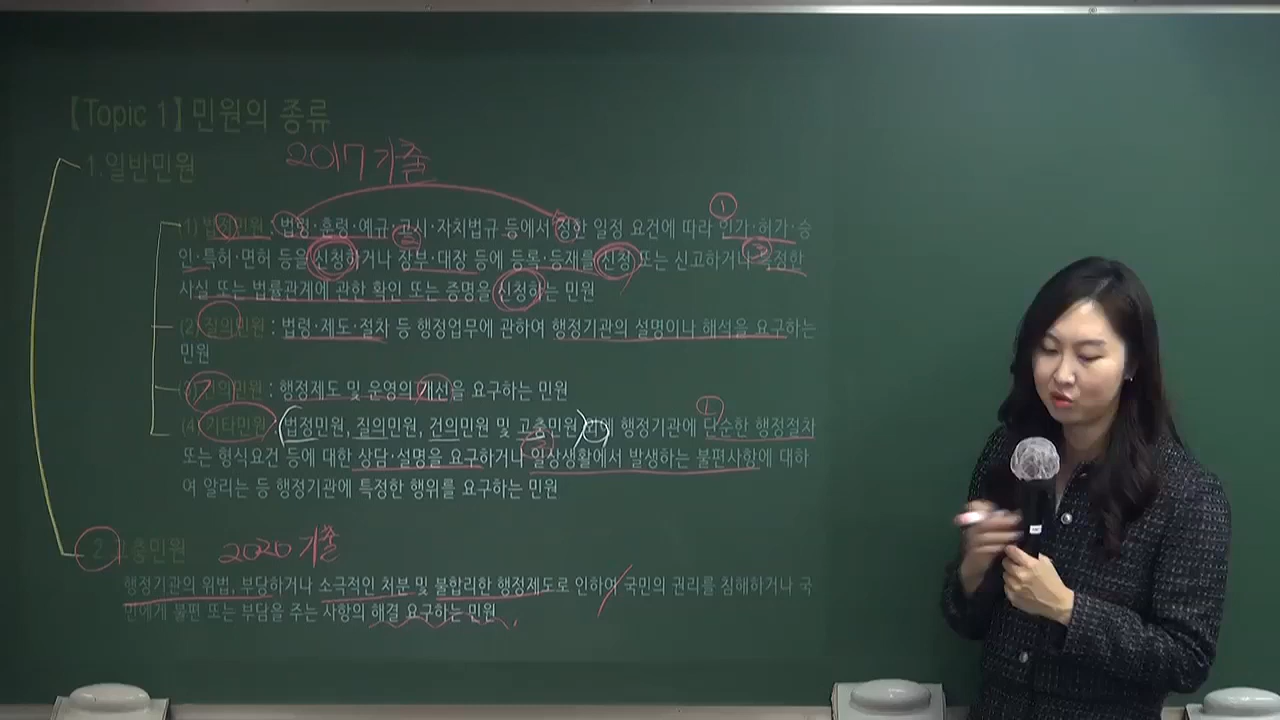 【Topic 1】 민원의 종류
1. 일반민원
2017 기출
(1) 법정민원 : 법령·훈령·예규·고시·자치법규 등에서 정한 일정 요건에 따라 인가·허가·승
인·특허·면허 등을 신청하거나 장부·대장 등에 등록·등재를 신청 또는 신고하거나 특정한
사실 또는 법률관계에 관한 확인 또는 증명을 신청하는 민원
(2) 질의민원 : 법령·제도·절차 등 행정업무에 관하여 행정기관의 설명이나 해석을 요구하는
민원
(3) 건의민원 : 행정제도 및 운영의 개선을 요구하는 민원
(4) 기타민원 : 법정민원, 질의민원, 건의민원 및 고충민원 외에 행정기관에 단순한 행정절차
또는 형식요건 등에 대한 상담·설명을 요구하거나 일상생활에서 발생하는 불편사항에 대하
여 알리는 등 행정기관에 특정한 행위를 요구하는 민원
2. 고충민원
2020 기출
행정기관의 위법, 부당하거나 소극적인 처분 및 불합리한 행정제도로 인하여 국민의 권리를 침해하거나 국
민에게 불편 또는 부담을 주는 사항의 해결 요구하는 민원